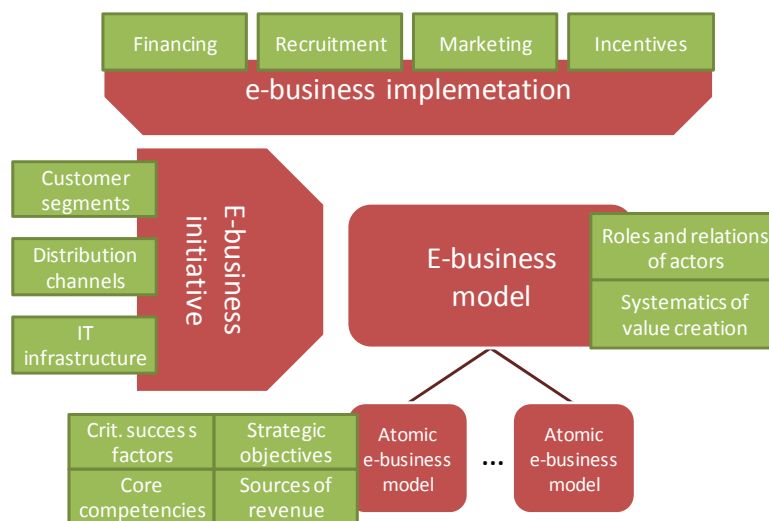 Financing
Recruitment
Marketing
Incentives
e-business implemetation
Customer
segments
Distribution
channels
IT
infrastructure
E-business
initiative
E-business
model
Roles and relations
of actors
Systematics of
value creation
Crit. success
factors
Strategic
objectives
Core
competencies
Sources of
revenue
Atomic
e-business
model
...
Atomic
e-business
model